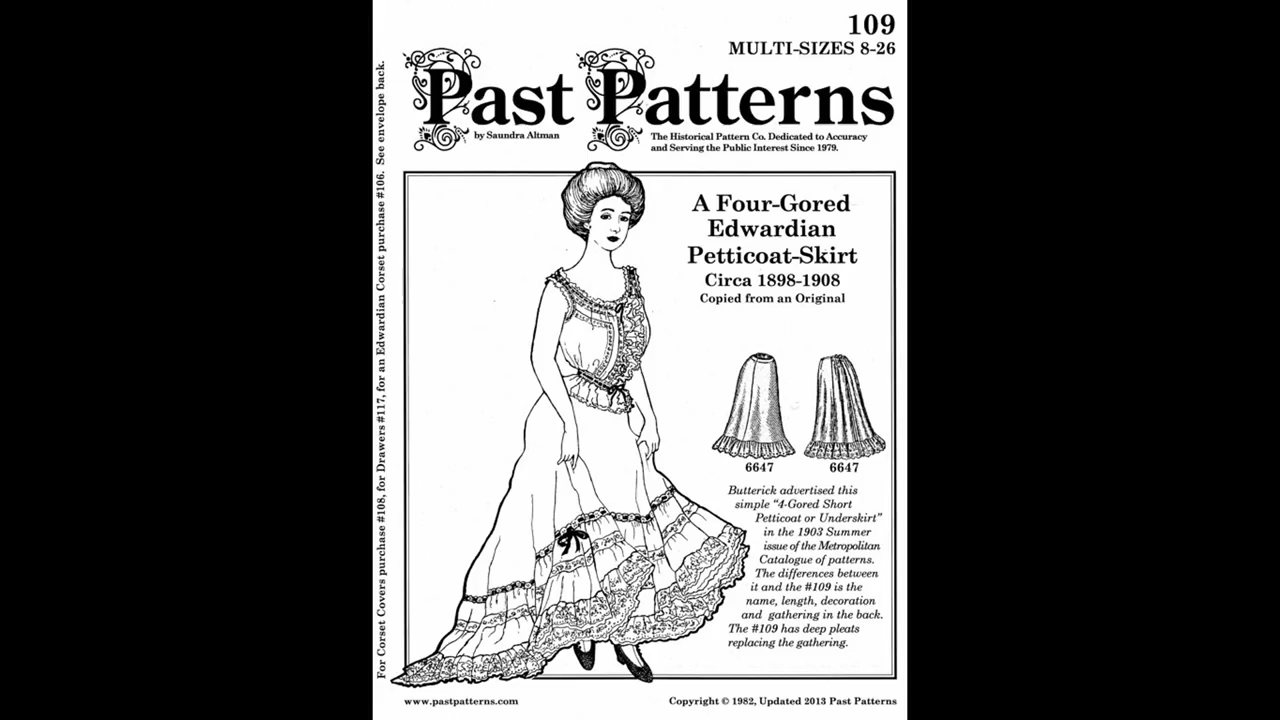 109
MULTI-SIZES 8-26
Past Patterns
by Saundra Altman
The Historical Pattern Co. Dedicated to Accuracy
and Serving the Public Interest Since 1979.
For Corset Covers purchase #108, for Drawers #117, for an Edwardian Corset purchase #106. See envelope back.
A Four-Gored
Edwardian
Petticoat-Skirt
Circa 1898-1908
Copied from an Original
6647
6647
Butterick advertised this
simple “4-Gored Short
Petticoat or Underskirt”
in the 1903 Summer
issue of the Metropolitan
Catalogue of patterns.
The differences between
it and the #109 is the
name, length, decoration
and gathering in the back.
The #109 has deep pleats
replacing the gathering.
www.pastpatterns.com
Copyright © 1982, Updated 2013 Past Patterns